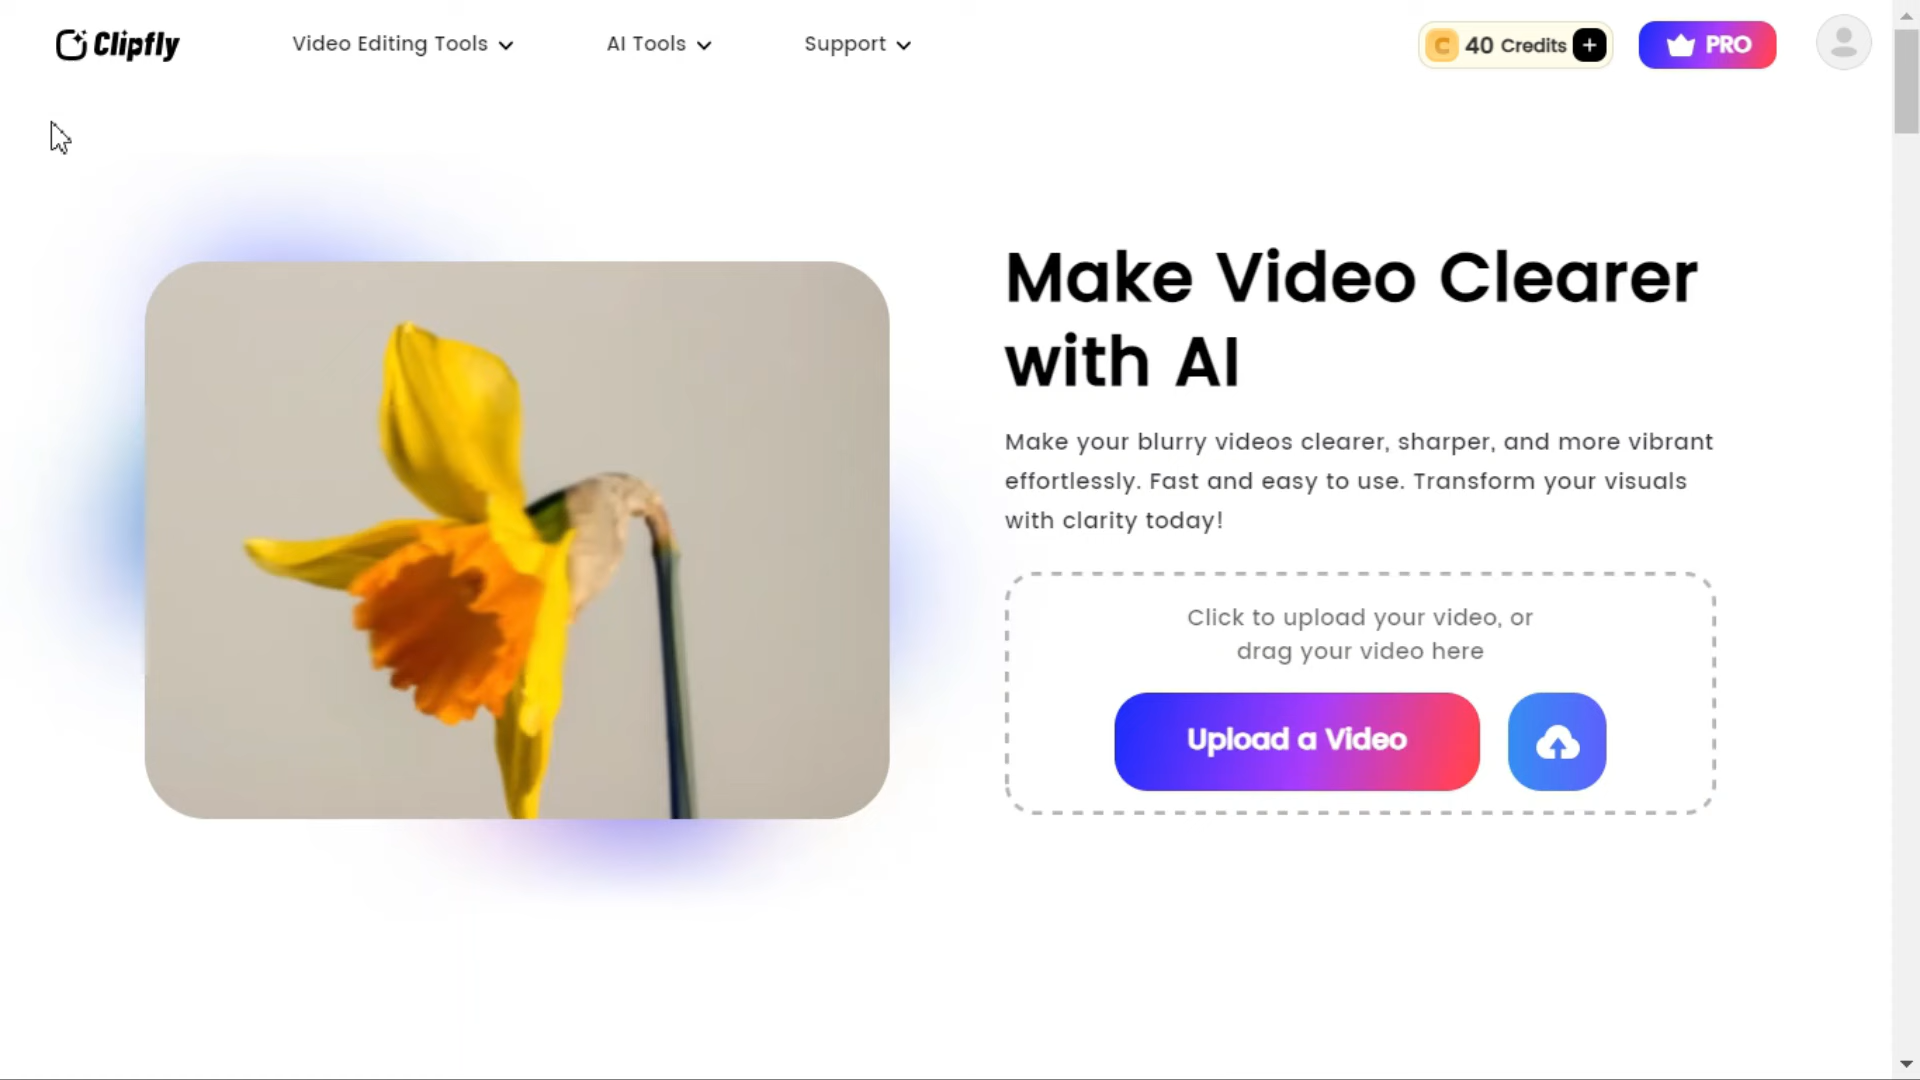 Clipfly
Video Editing Tools
AI Tools
Support
C 40 Credits +
PRO
Make Video Clearer
with AI
Make your blurry videos clearer, sharper, and more vibrant
effortlessly. Fast and easy to use. Transform your visuals
with clarity today!
Click to upload your video, or
drag your video here
Upload a Video